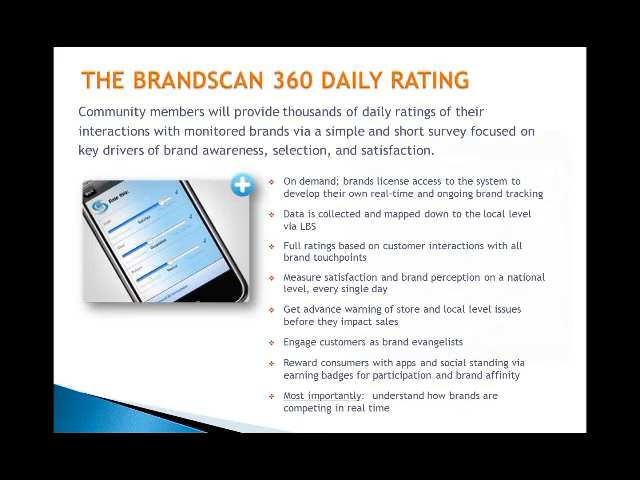 THE BRANDSCAN 360 DAILY RATING
Community members will provide thousands of daily ratings of their
interactions with monitored brands via a simple and short survey focused on
key drivers of brand awareness, selection, and satisfaction.
Rate this:
On demand; brands license access to the system to
develop their own real-time and ongoing brand tracking
Data is collected and mapped down to the local level
via LBS
Full ratings based on customer interactions with all
brand touchpoints
Measure satisfaction and brand perception on a national
level, every single day
Get advance warning of store and local level issues
before they impact sales
Engage customers as brand evangelists
Reward consumers with apps and social standing via
earning badges for participation and brand affinity
Most importantly: understand how brands are
competing in real time